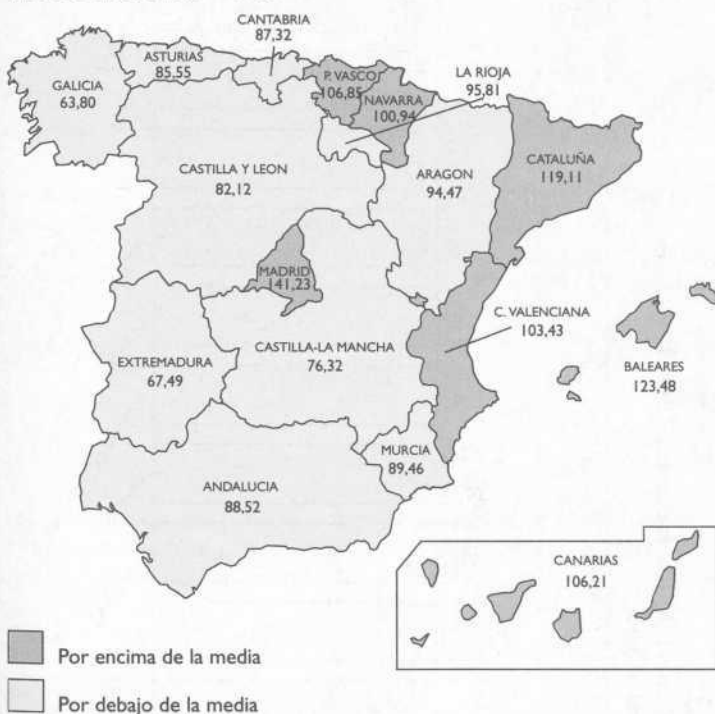 CANTABRIA
87,32
ASTURIAS
85,55
GALICIA
63,80
P. VASCO
106,85
NAVARRA
100,94
LA RIOJA
95,81
CASTILLA Y LEON
82,12
ARAGON
94,47
CATALUÑA
119,11
MADRID
141,23
C. VALENCIANA
103,43
CASTILLA-LA MANCHA
76,32
EXTREMADURA
67,49
BALEARES
123,48
MURCIA
89,46
ANDALUCIA
88,52
CANARIAS
106,21
Por encima de la media
Por debajo de la media